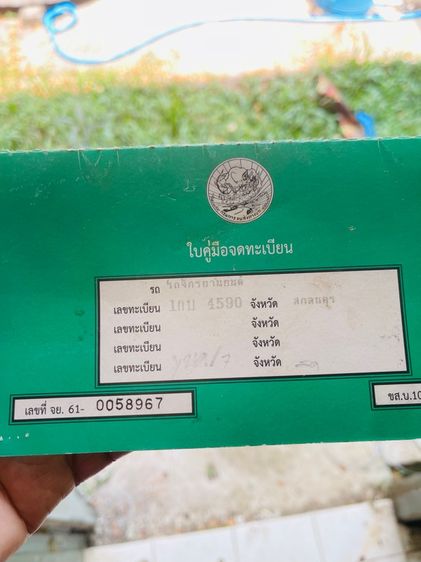 ใบคู่มือจดทะเบียน
รถ รถจักรยานยนต์
เลขทะเบียน 1กบ 4590 จังหวัด สกลนคร
เลขทะเบียน จังหวัด
เลขทะเบียน จังหวัด
เลขทะเบียน จังหวัด
เลขที่ จย. 61- 0058967
ขส.บ.10